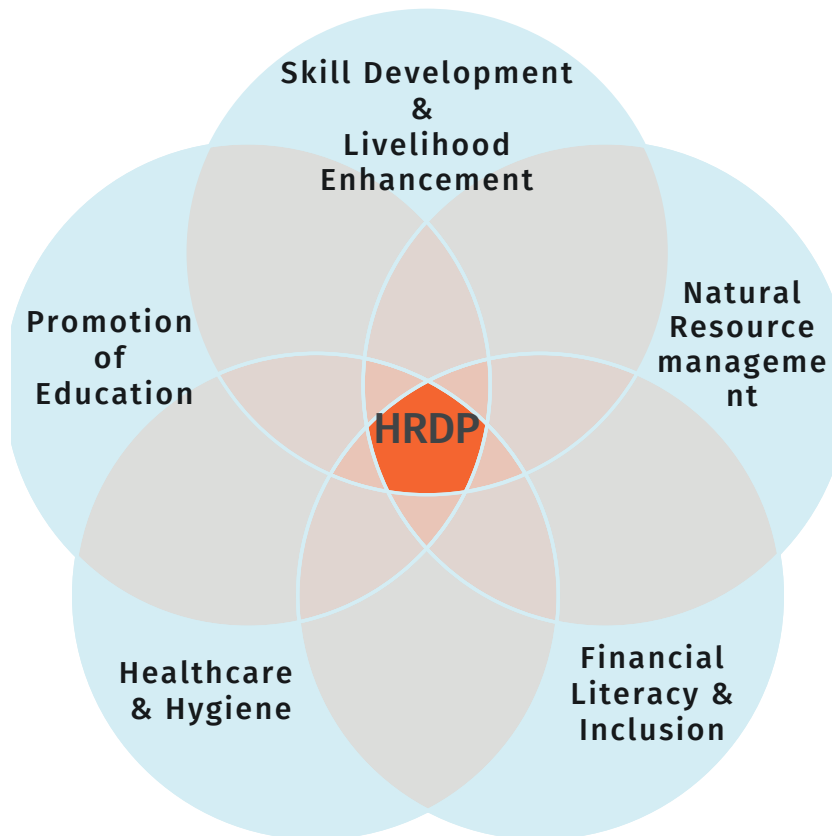 Skill Development
&
Livelihood
Enhancement
Promotion
of
Education
Natural
Resource
manageme
nt
HRDP
Healthcare
& Hygiene
Financial
Literacy &
Inclusion